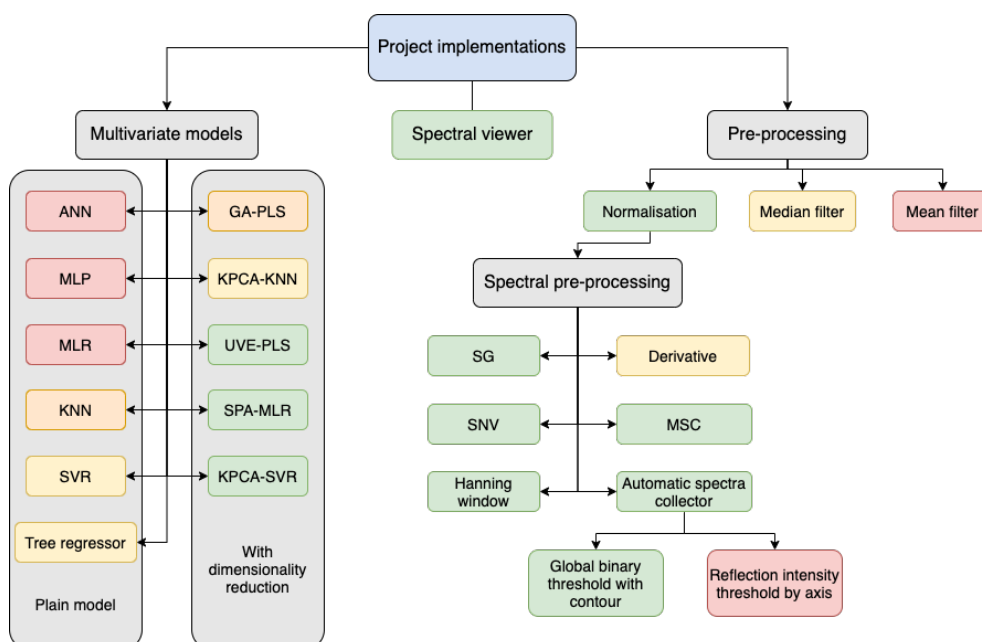 Project implementations
Multivariate models
Spectral viewer
Pre-processing
ANN
GA-PLS
MLP
KPCA-KNN
MLR
UVE-PLS
KNN
SPA-MLR
SVR
KPCA-SVR
Tree regressor
Plain model
With
dimensionality
reduction
Normalisation
Median filter
Mean filter
Spectral pre-processing
SG
Derivative
SNV
MSC
Hanning
window
Automatic spectra
collector
Global binary
threshold with
contour
Reflection intensity
threshold by axis